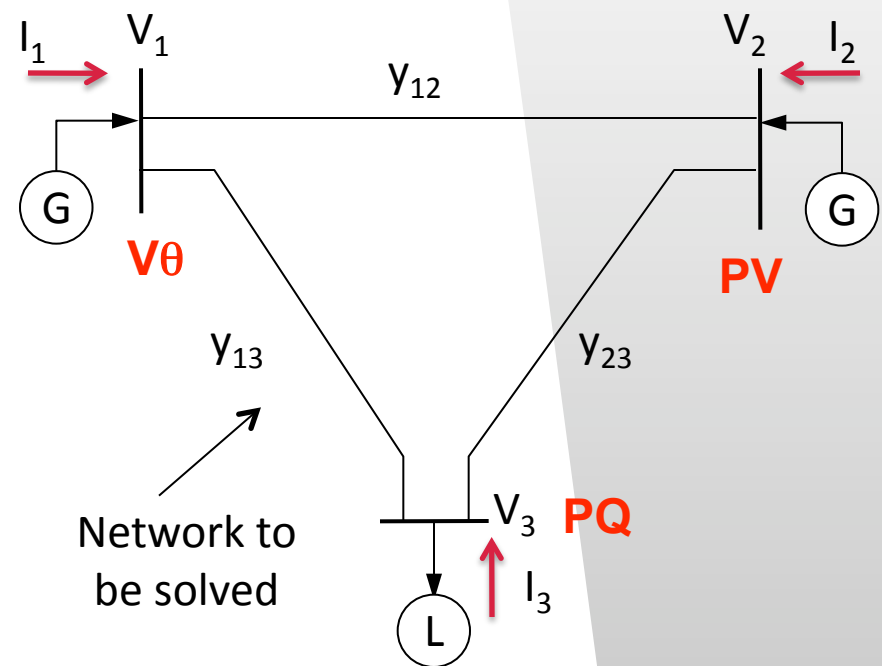 I₁
V₁
V₂
I₂
y₁₂
G
G
Vθ
PV
y₁₃
y₂₃
Network to
be solved
V₃
PQ
I₃
L